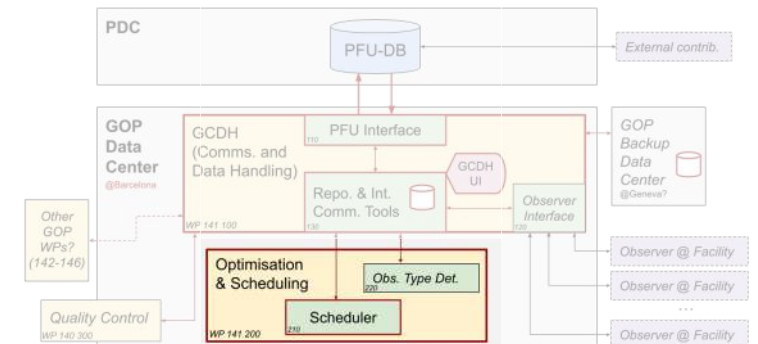 PDC
PFU-DB
External contrib.
GOP
Data
Center
@Barcelona
GCDH
(Comms. and
Data Handling)
WP 141 100
PFU Interface
110
GCDH
UI
Repo. & Int.
Comm. Tools
130
Observer
Interface
120
GOP
Backup
Data
Center
@Geneva?
Other
GOP
WPs?
(142-146)
Observer @ Facility
Observer @ Facility
...
Observer @ Facility
Optimisation
& Scheduling
Obs. Type Det.
220
Scheduler
210
WP 141 200
Quality Control
WP 140 300